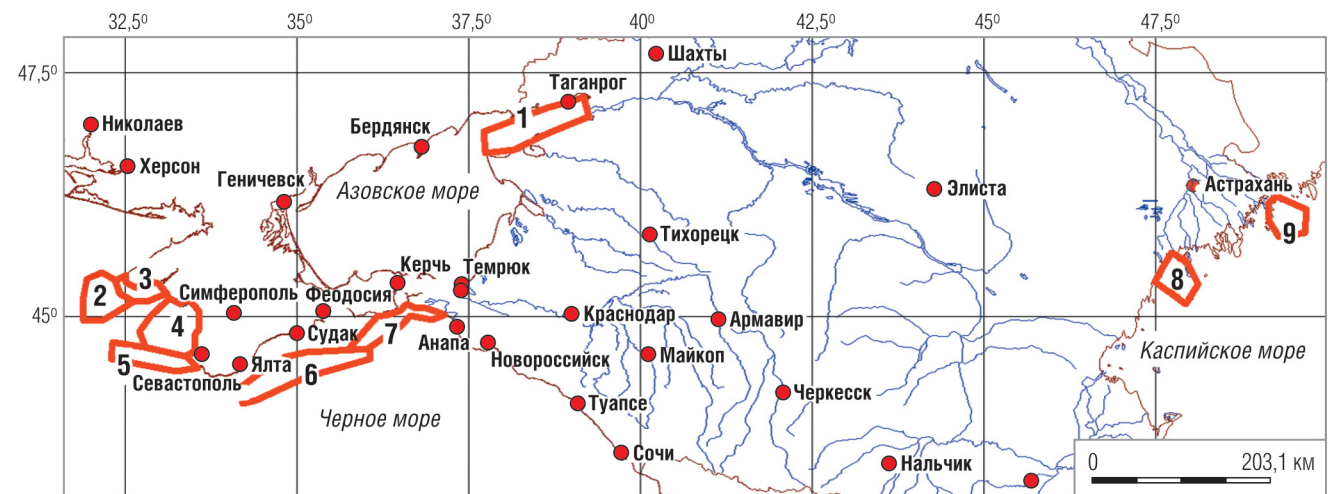 32,5⁰ 35⁰ 37,5⁰ 40⁰ 42,5⁰ 45⁰ 47,5⁰
Шахты
47,5⁰
Таганрог
1
Николаев
Бердянск
Херсон
Геничевск
Азовское море
Элиста
Астрахань
9
Тихорецк
Керчь
Темрюк
3
2
Симферополь
Феодосия
8
45⁰
4
7
Судак
Анапа
Краснодар
Армавир
Новороссийск
Майкоп
Каспийское море
5
Ялта
6
Севастополь
Черкесск
Туапсе
Черное море
Сочи
Нальчик
0 203,1 км